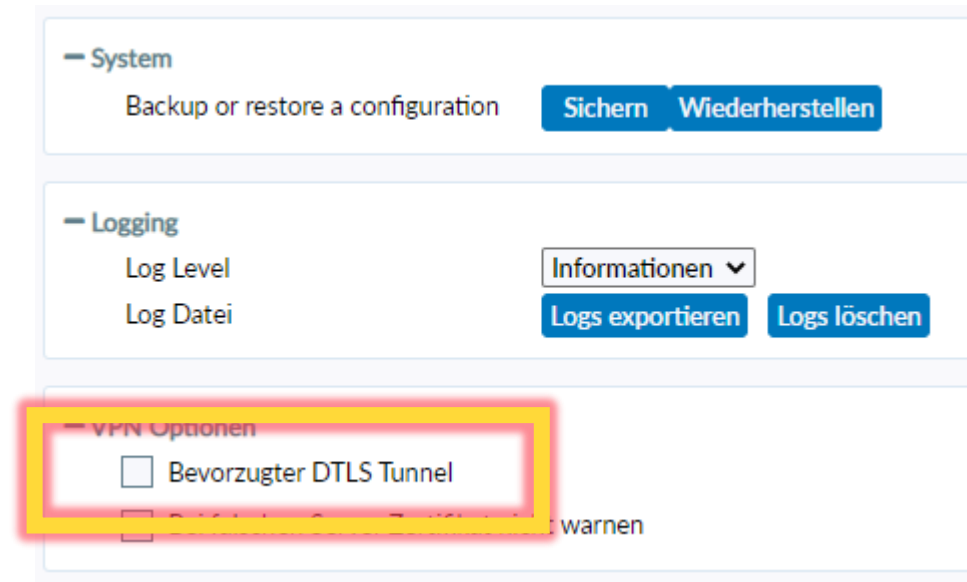 System
Backup or restore a configuration Sichern Wiederherstellen
Logging
Log Level Informationen
Log Datei Logs exportieren Logs löschen
VPN Optionen
Bevorzugter DTLS Tunnel
warnen